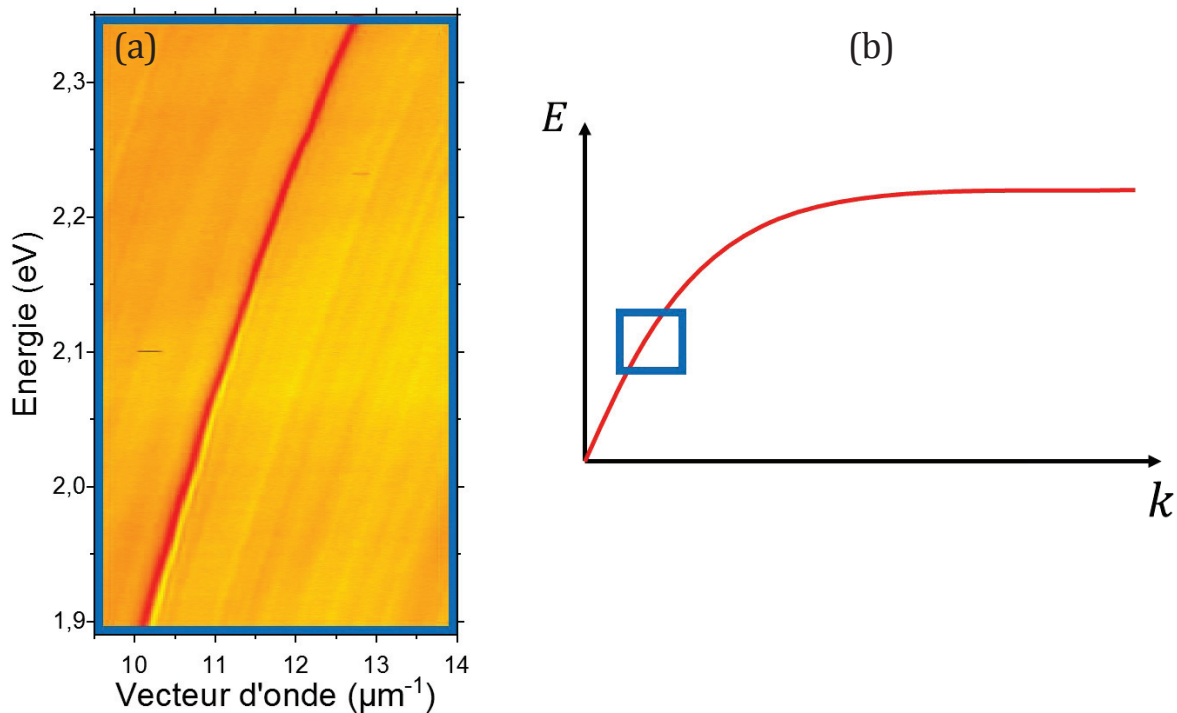 (a)
(b)
2,3
2,2
2,1
2,0
1,9
Energie (eV)
10 11 12 13 14
Vecteur d'onde (µm⁻¹)
E
k